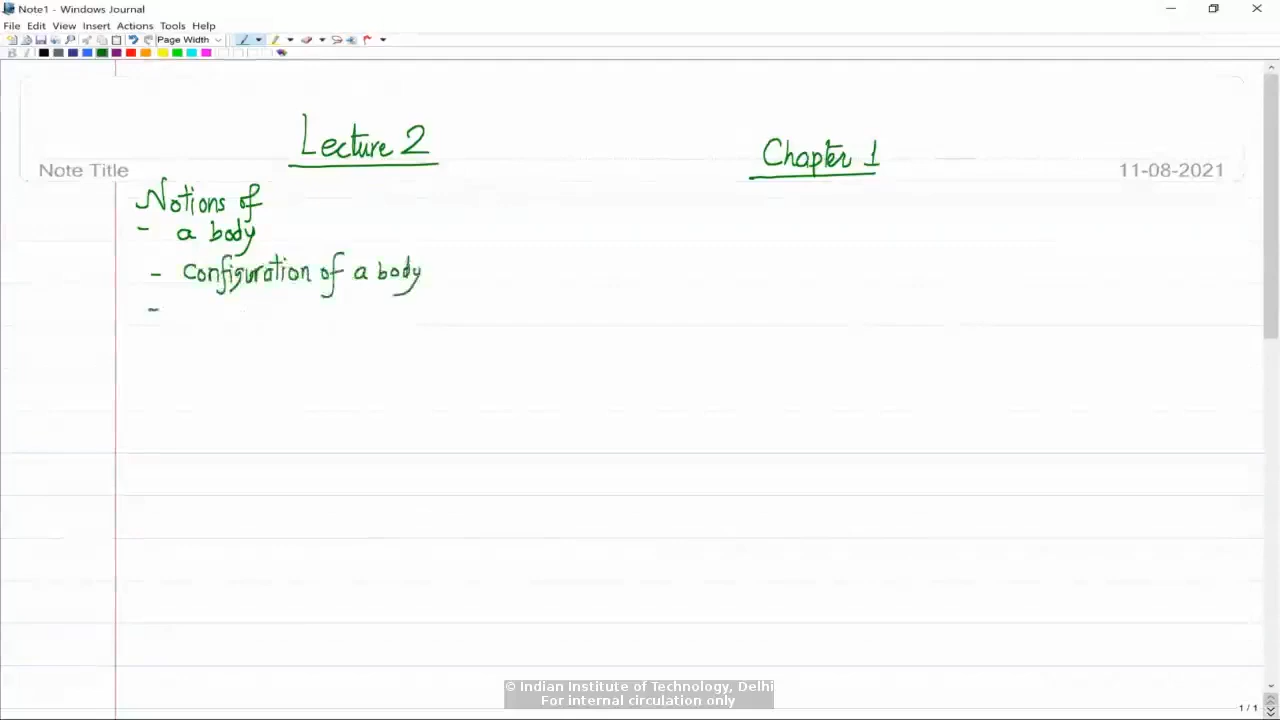 Note1 - Windows Journal
File Edit View Insert Actions Tools Help
Page Width
B I
Lecture 2
Chapter 1
Note Title
11-08-2021
Notions of
- a body
- Configuration of a body
-
© Indian Institute of Technology, Delhi
For internal circulation only
1 / 1